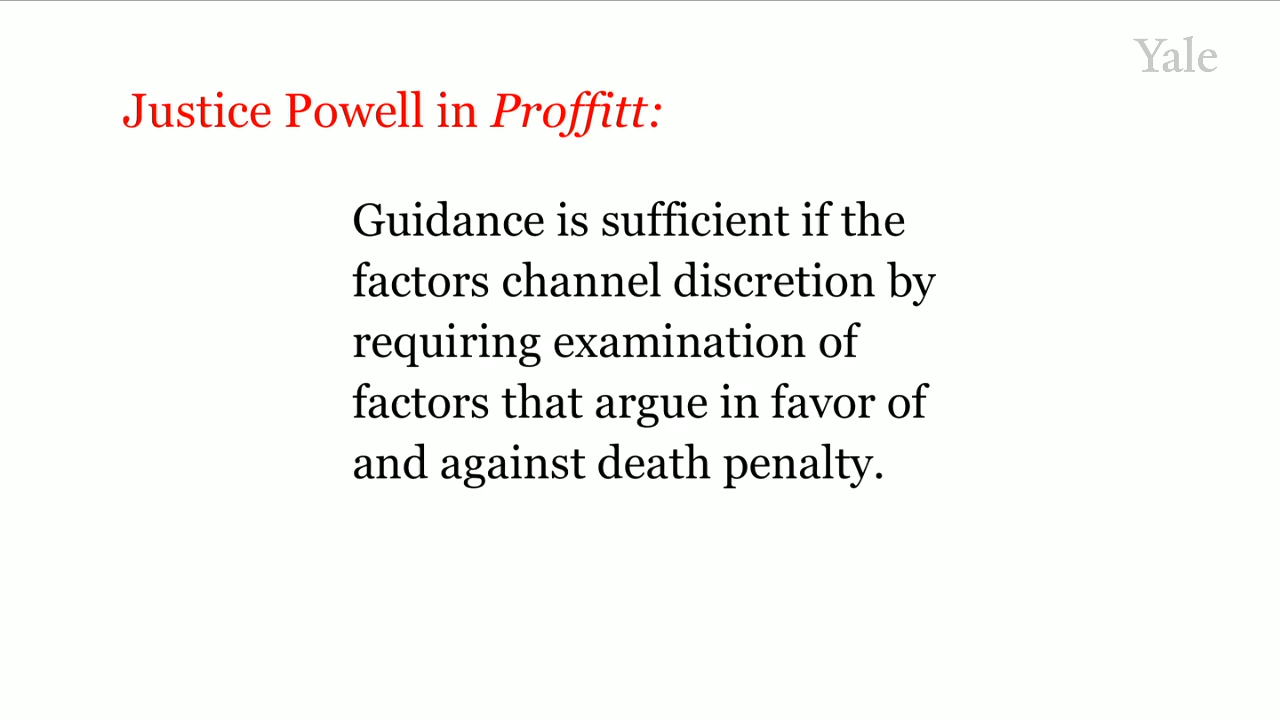 Yale
Justice Powell in Proffitt:
Guidance is sufficient if the
factors channel discretion by
requiring examination of
factors that argue in favor of
and against death penalty.